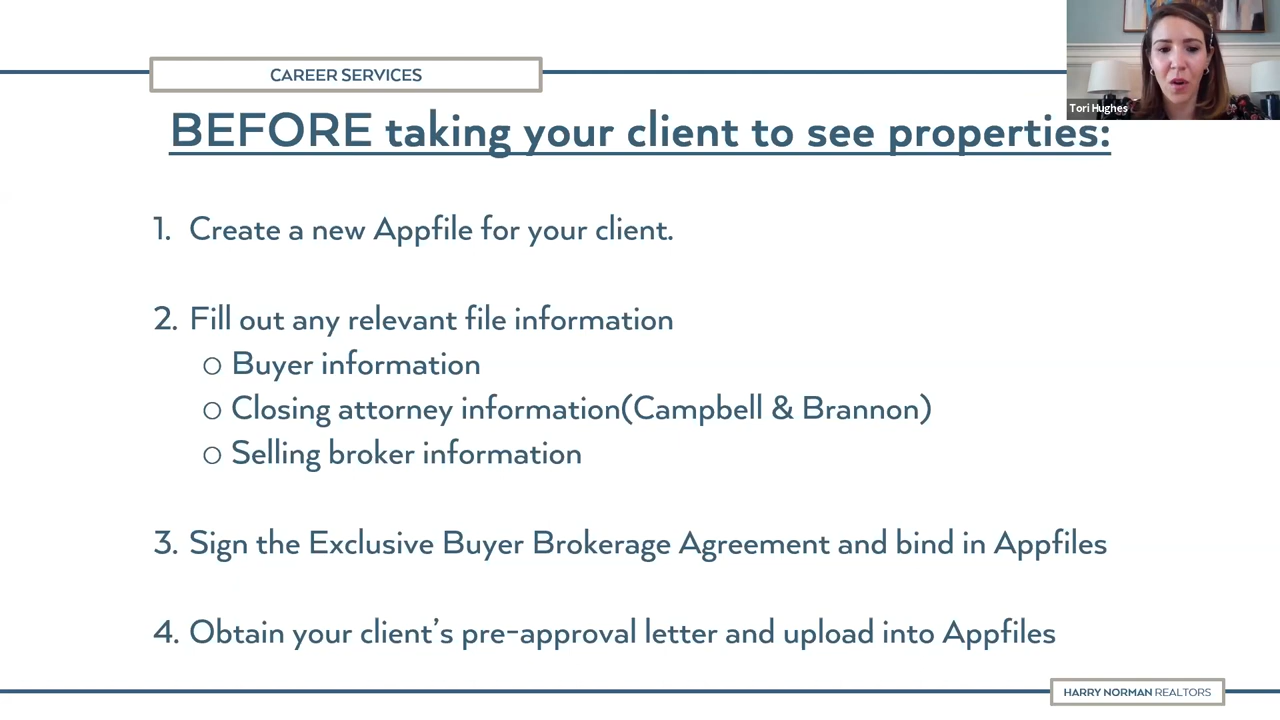 CAREER SERVICES
Tori Hughes
BEFORE taking your client to see properties:
1. Create a new Appfile for your client.
2. Fill out any relevant file information
○ Buyer information
○ Closing attorney information(Campbell & Brannon)
○ Selling broker information
3. Sign the Exclusive Buyer Brokerage Agreement and bind in Appfiles
4. Obtain your client's pre-approval letter and upload into Appfiles
HARRY NORMAN REALTORS